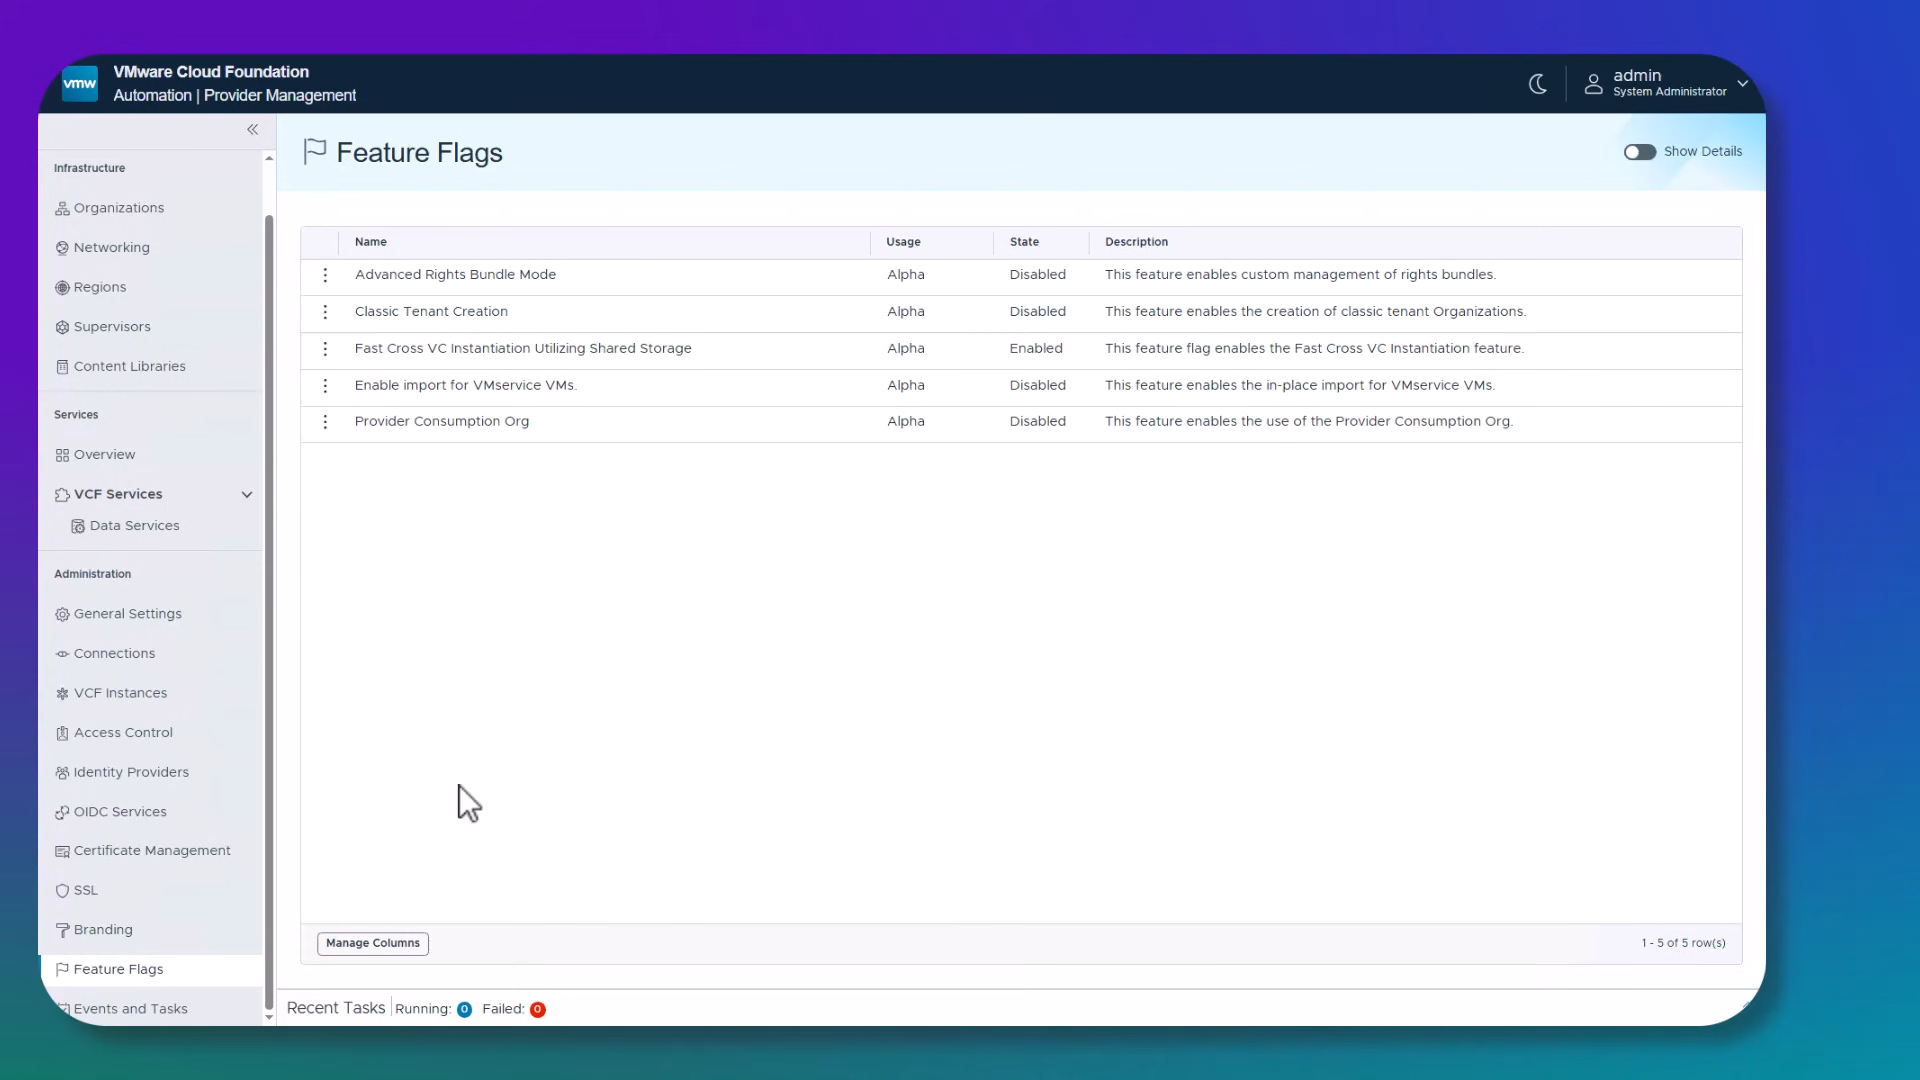 vmw
VMware Cloud Foundation
Automation | Provider Management
admin
System Administrator
Infrastructure
Organizations
Networking
Regions
Supervisors
Content Libraries
Services
Overview
VCF Services
Data Services
Administration
General Settings
Connections
VCF Instances
Access Control
Identity Providers
OIDC Services
Certificate Management
SSL
Branding
Feature Flags
Events and Tasks
Feature Flags
Show Details
Name Usage State Description
Advanced Rights Bundle Mode Alpha Disabled This feature enables custom management of rights bundles.
Classic Tenant Creation Alpha Disabled This feature enables the creation of classic tenant Organizations.
Fast Cross VC Instantiation Utilizing Shared Storage Alpha Enabled This feature flag enables the Fast Cross VC Instantiation feature.
Enable import for VMservice VMs. Alpha Disabled This feature enables the in-place import for VMservice VMs.
Provider Consumption Org Alpha Disabled This feature enables the use of the Provider Consumption Org.
Manage Columns
1 - 5 of 5 row(s)
Recent Tasks Running: 0 Failed: 0